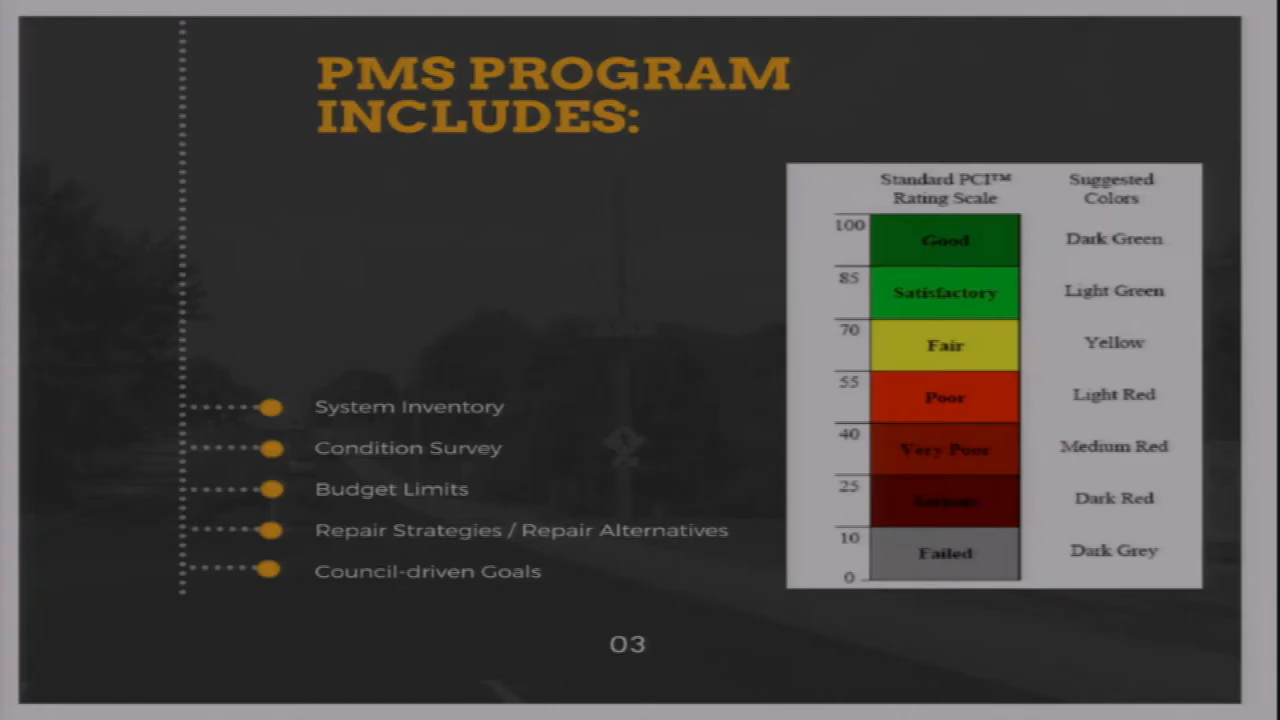 PMS PROGRAM
INCLUDES:
System Inventory
Condition Survey
Budget Limits
Repair Strategies / Repair Alternatives
Council-driven Goals
Standard PCI™ Suggested
Rating Scale Colors
100
Good Dark Green
85
Satisfactory Light Green
70
Fair Yellow
55
Poor Light Red
40
Very Poor Medium Red
25
Dark Red
10
Failed Dark Grey
0
03